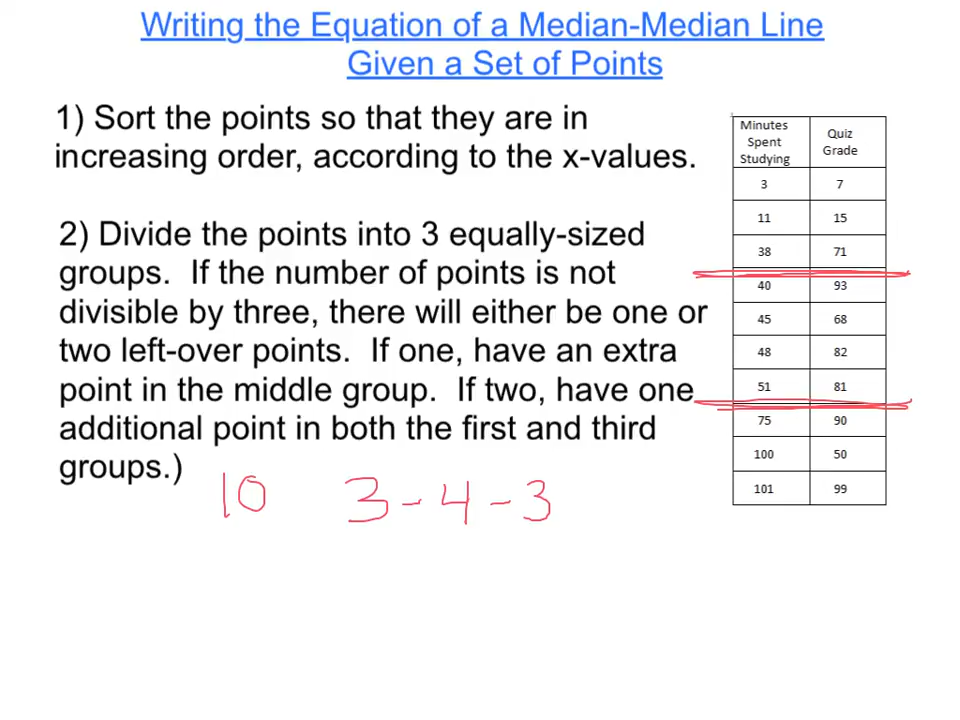 Writing the Equation of a Median-Median Line
Given a Set of Points
1) Sort the points so that they are in
increasing order, according to the x-values.
2) Divide the points into 3 equally-sized
groups. If the number of points is not
divisible by three, there will either be one or
two left-over points. If one, have an extra
point in the middle group. If two, have one
additional point in both the first and third
groups.)
10 3-4-3
Minutes
Spent
Studying
Quiz
Grade
3 7
11 15
38 71
40 93
45 68
48 82
51 81
75 90
100 50
101 99